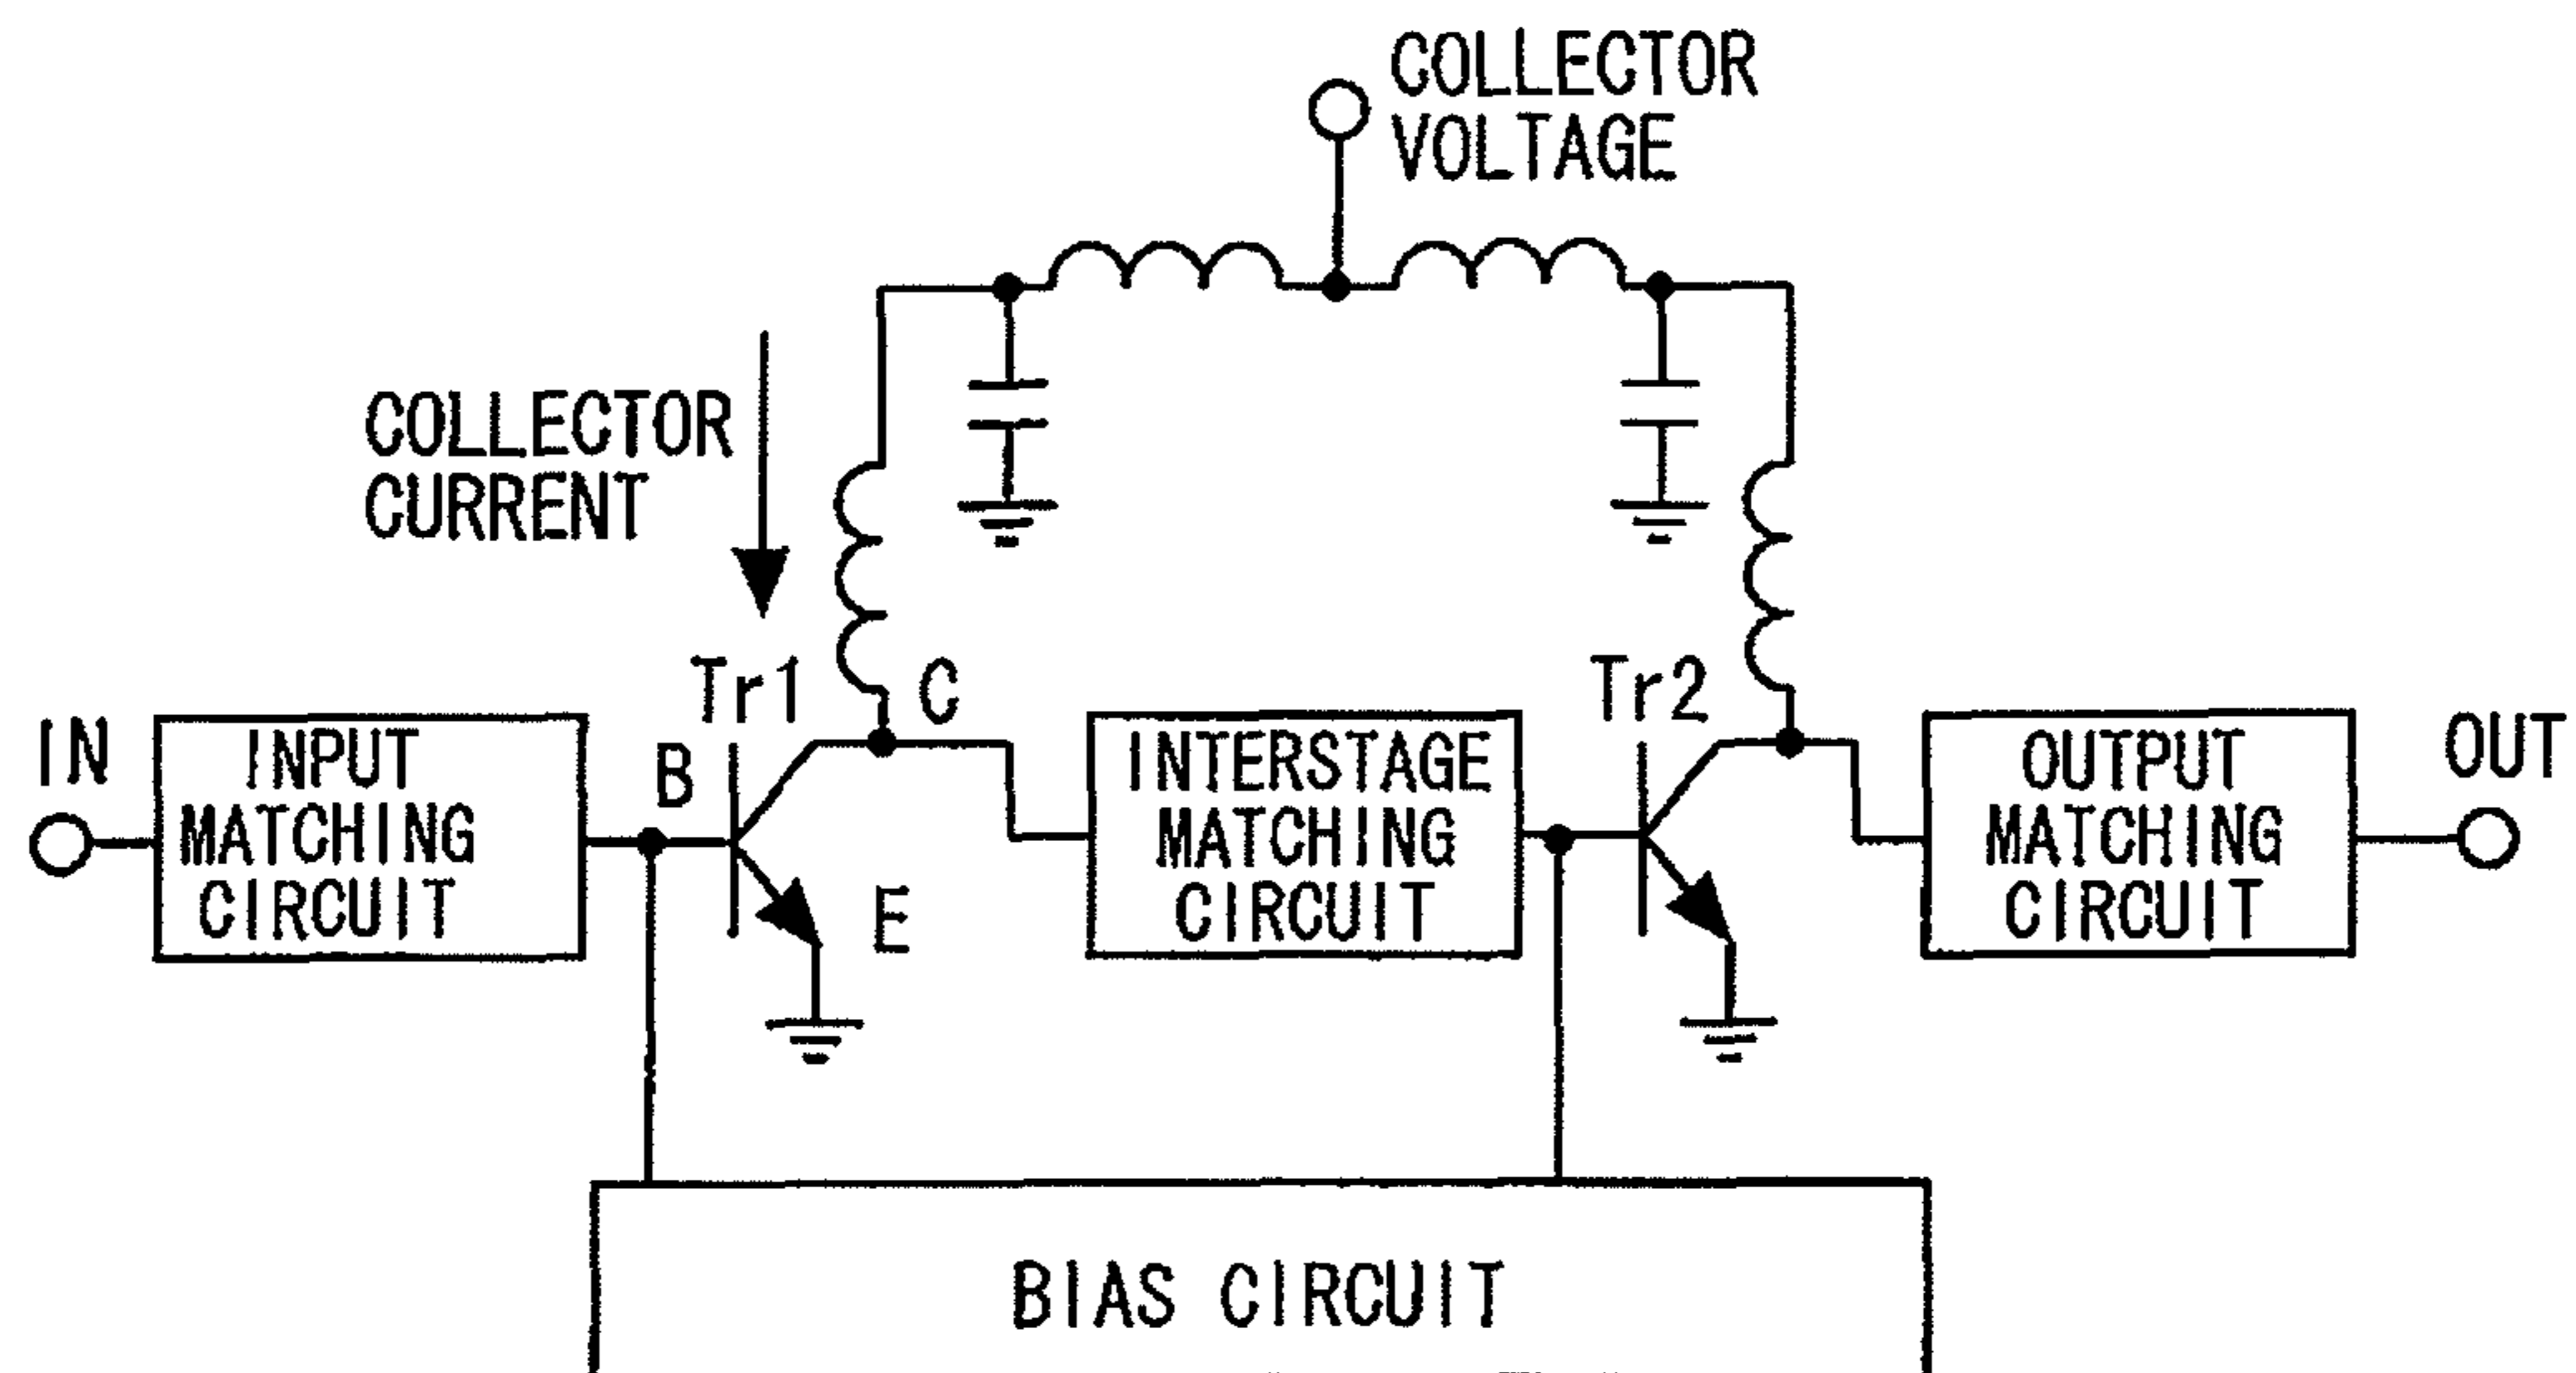 COLLECTOR
VOLTAGE
COLLECTOR
CURRENT
Tr1
C
Tr2
IN
INPUT
MATCHING
CIRCUIT
B
E
INTERSTAGE
MATCHING
CIRCUIT
OUTPUT
MATCHING
CIRCUIT
OUT
BIAS CIRCUIT